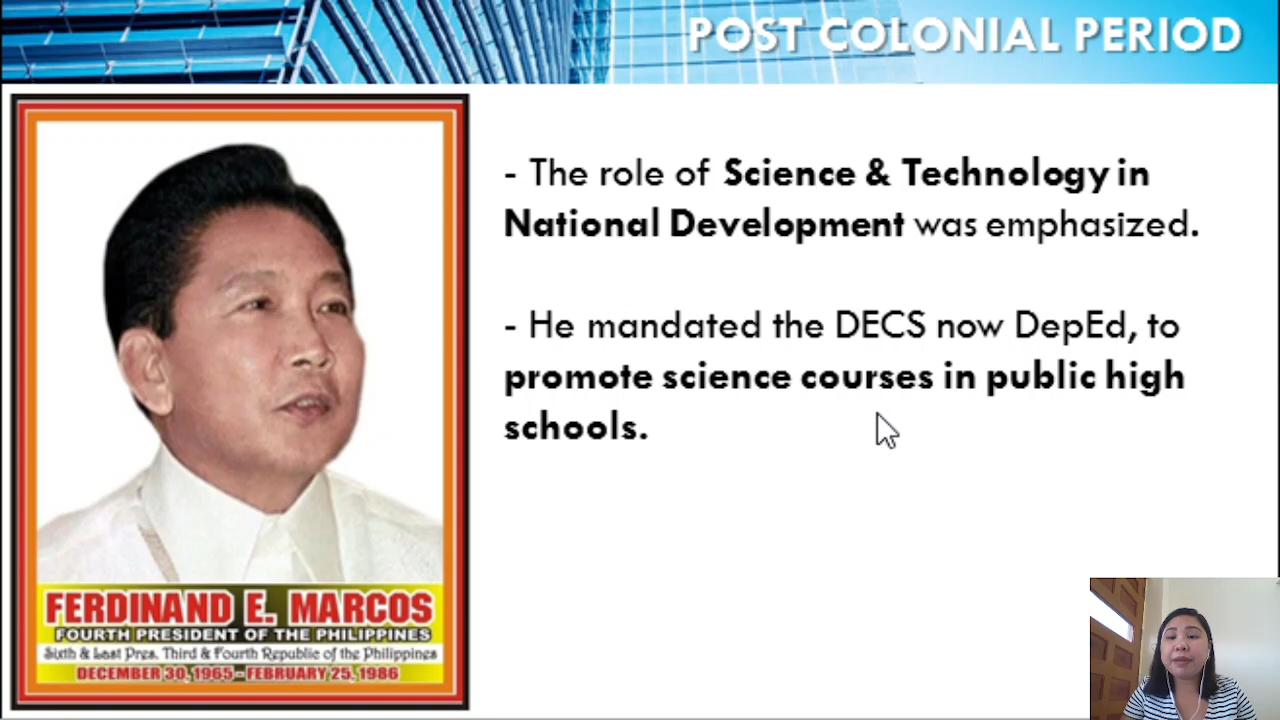 POST COLONIAL PERIOD
- The role of Science & Technology in
National Development was emphasized.
- He mandated the DECS now DepEd, to
promote science courses in public high
schools.
FERDINAND E. MARCOS
FOURTH PRESIDENT OF THE PHILIPPINES
Sixth & Last Pres. Third & Fourth Republic of the Philippines
DECEMBER 30, 1965 - FEBRUARY 25, 1986